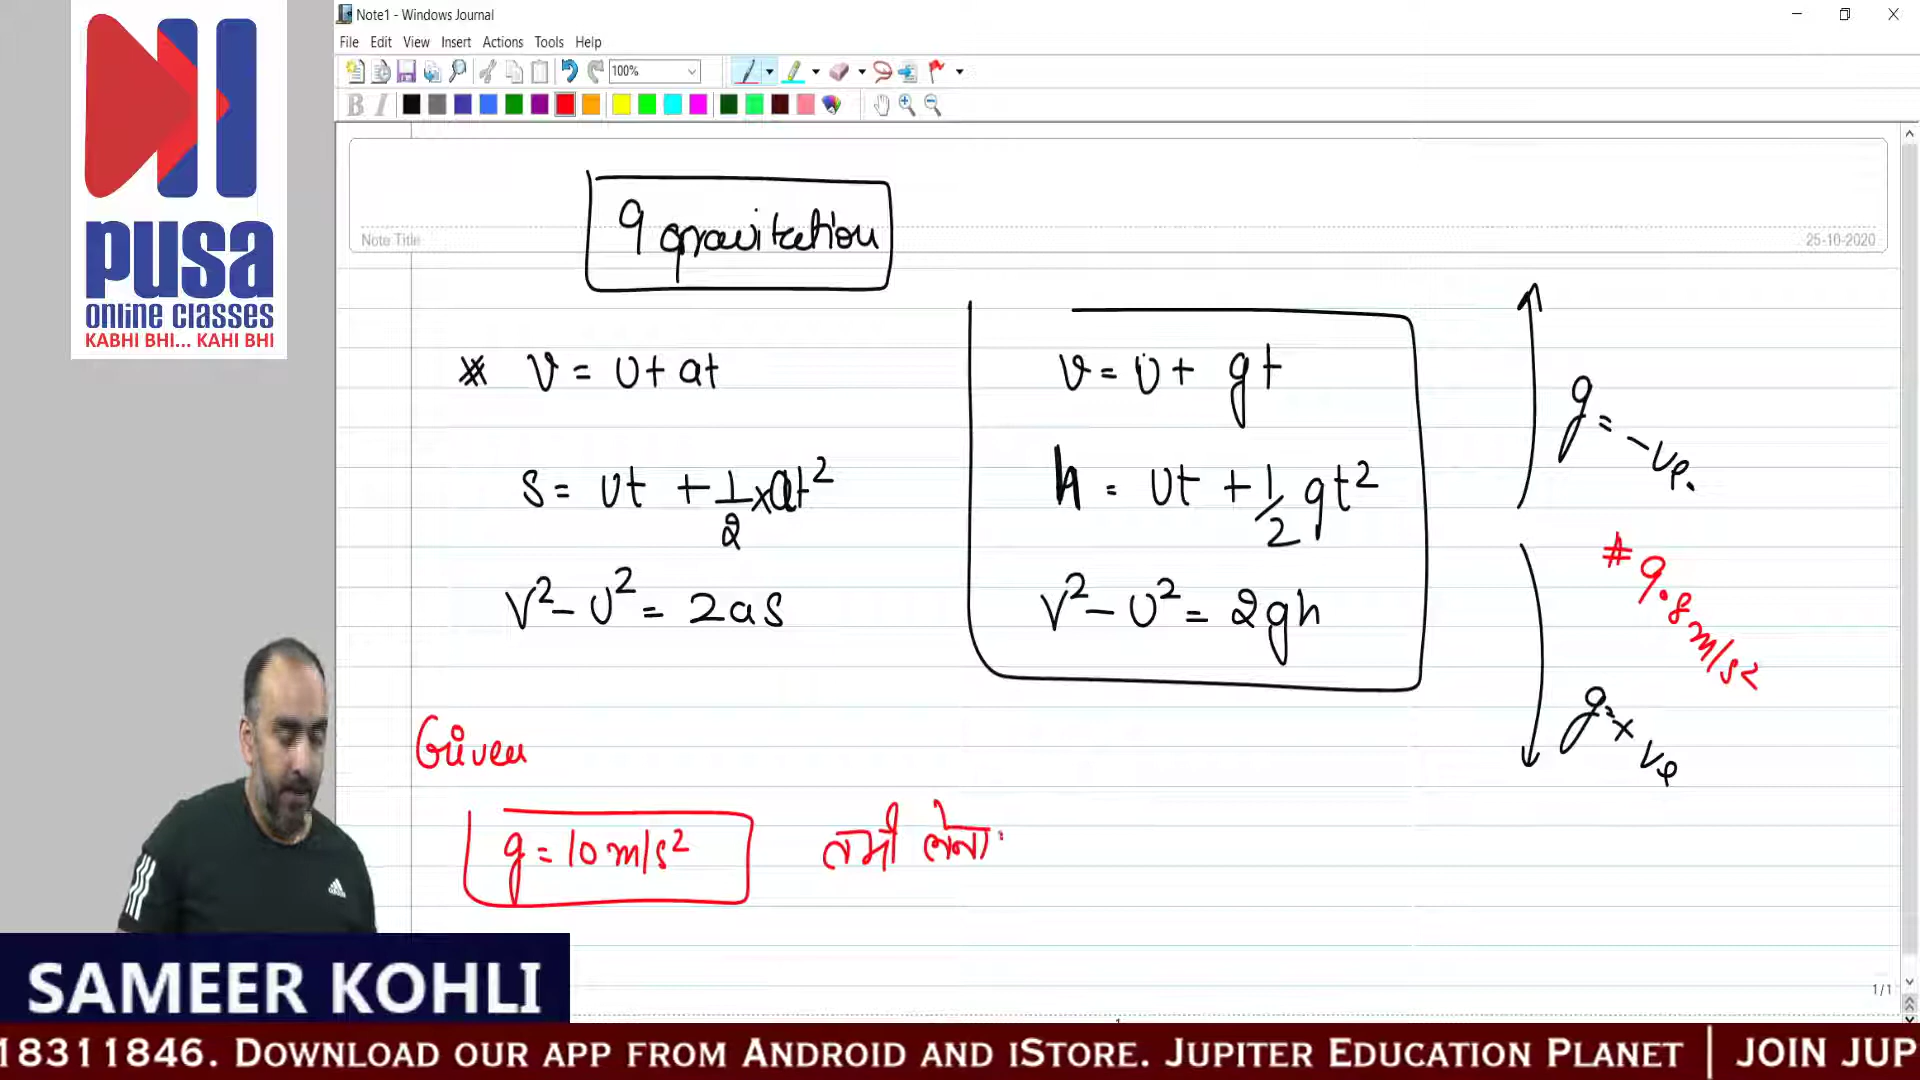 Note1 - Windows Journal
File Edit View Insert Actions Tools Help
100%
PUSA
online classes
KABHI BHI... KAHI BHI
9 gravitation
Note Title
25-10-2020
* v = u + at
s = ut + 1/2 x at²
v² - u² = 2as
v = u + gt
h = ut + 1/2 gt²
v² - u² = 2gh
g = -ve.
# 9.8 m/s²
g = + ve
Given
g = 10 m/s²
तभी लेना
1/1
SAMEER KOHLI
18311846. DOWNLOAD OUR APP FROM ANDROID AND iSTORE. JUPITER EDUCATION PLANET | JOIN JUP